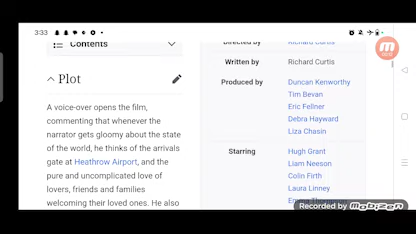 3:33
Contents
Directed by
Richard Curtis
Plot
A voice-over opens the film,
commenting that whenever the
narrator gets gloomy about the state
of the world, he thinks of the arrivals
gate at Heathrow Airport, and the
pure and uncomplicated love of
lovers, friends and families
welcoming their loved ones. He also
Written by
Richard Curtis
Produced by
Duncan Kenworthy
Tim Bevan
Eric Fellner
Debra Hayward
Liza Chasin
Starring
Hugh Grant
Liam Neeson
Colin Firth
Laura Linney
Emma Thompson
Recorded by Mobizen